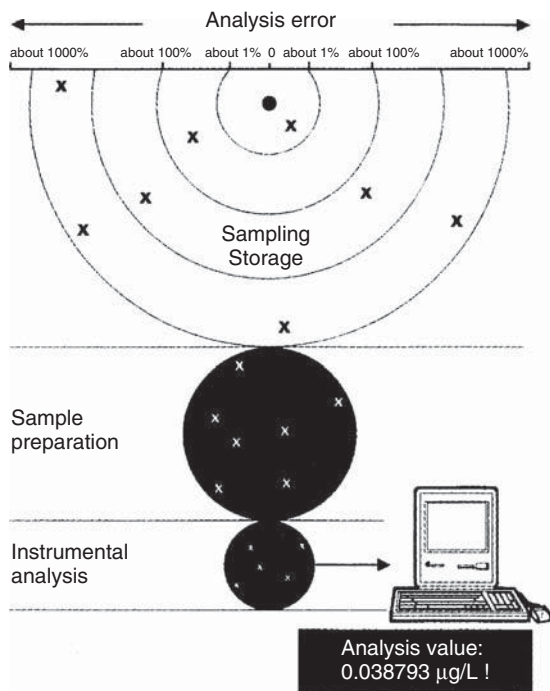 Analysis error
about 1000% about 100% about 1% 0 about 1% about 100% about 1000%
x
x
x
x
x
x
x
Sampling
Storage
x
Sample
preparation
x
x
x
x
x
x
x
Instrumental
analysis
x
x
x
x
x
Analysis value:
0.038793 µg/L !